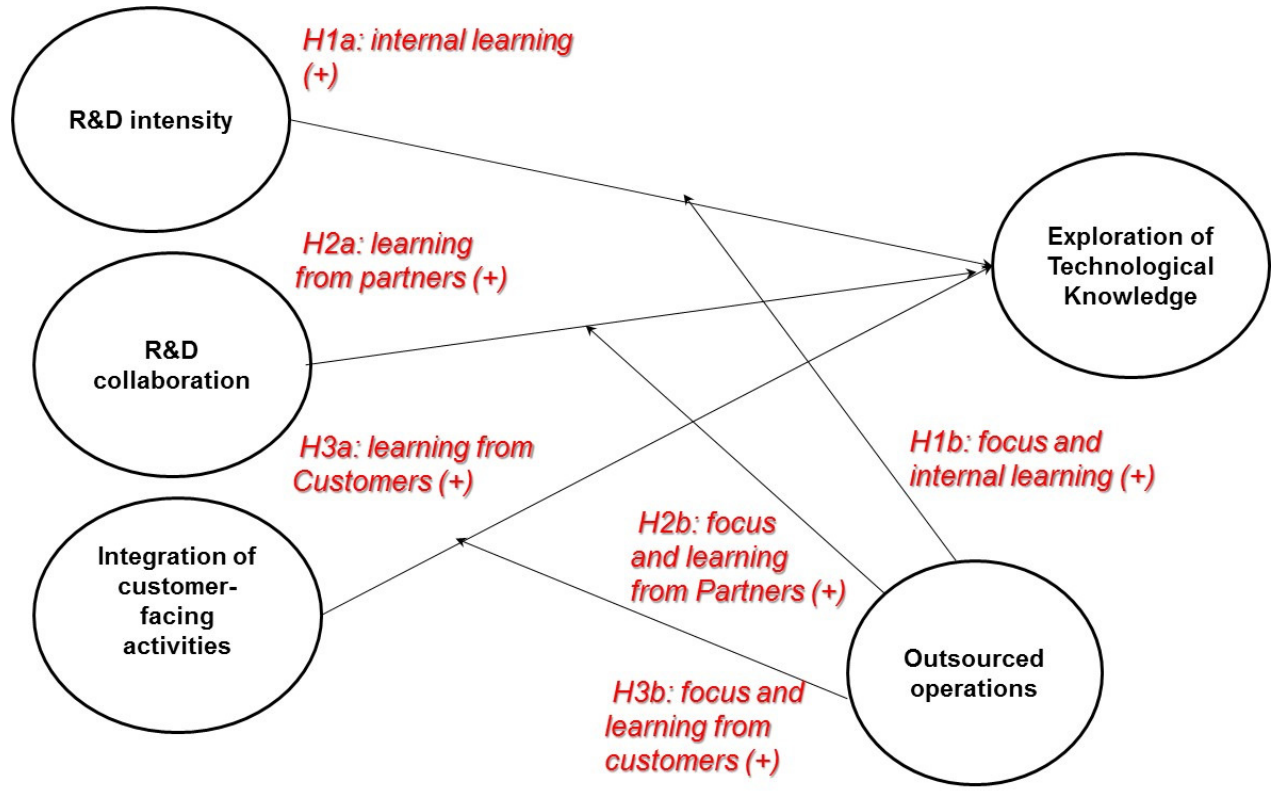 H1a: internal learning
(+)
R&D intensity
H2a: learning
from partners (+)
Exploration of
Technological
Knowledge
R&D
collaboration
H3a: learning from
Customers (+)
H1b: focus and
internal learning (+)
H2b: focus
and learning
from Partners (+)
Integration of
customer-
facing
activities
Outsourced
operations
H3b: focus and
learning from
customers (+)